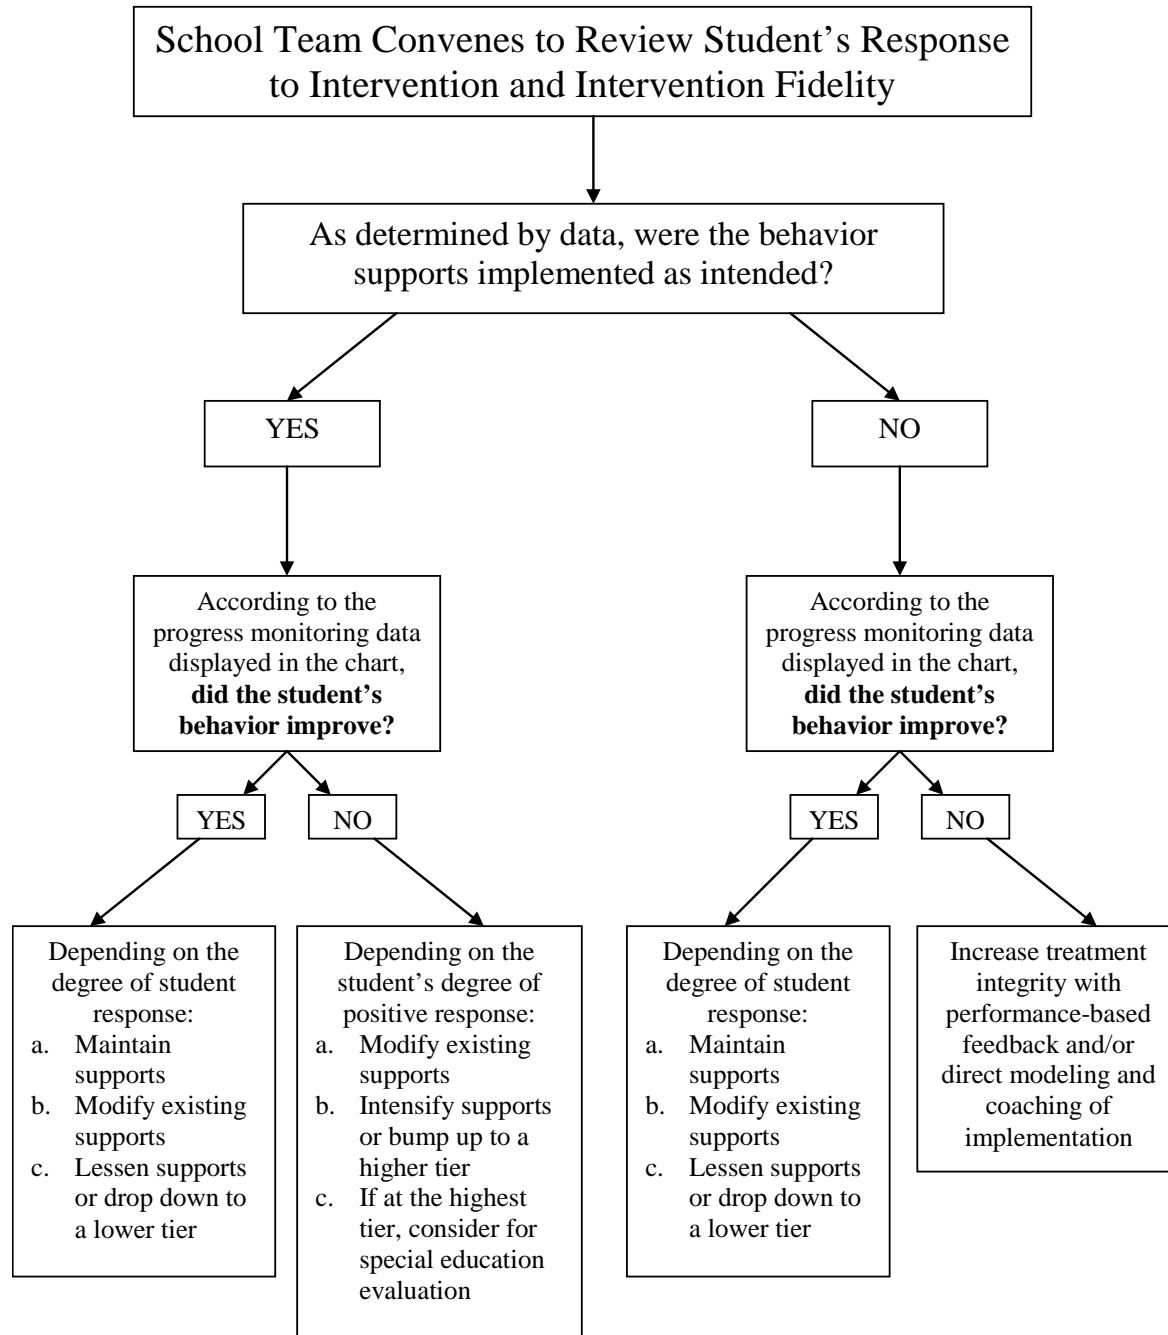 School Team Convenes to Review Student’s Response
to Intervention and Intervention Fidelity
As determined by data, were the behavior
supports implemented as intended?
YES
NO
According to the
progress monitoring data
displayed in the chart,
did the student’s
behavior improve?
According to the
progress monitoring data
displayed in the chart,
did the student’s
behavior improve?
YES
NO
YES
NO
Depending on the
degree of student
response:
a. Maintain
supports
b. Modify existing
supports
c. Lessen supports
or drop down to
a lower tier
Depending on the
student’s degree of
positive response:
a. Modify existing
supports
b. Intensify supports
or bump up to a
higher tier
c. If at the highest
tier, consider for
special education
evaluation
Depending on the
degree of student
response:
a. Maintain
supports
b. Modify existing
supports
c. Lessen supports
or drop down to
a lower tier
Increase treatment
integrity with
performance-based
feedback and/or
direct modeling and
coaching of
implementation